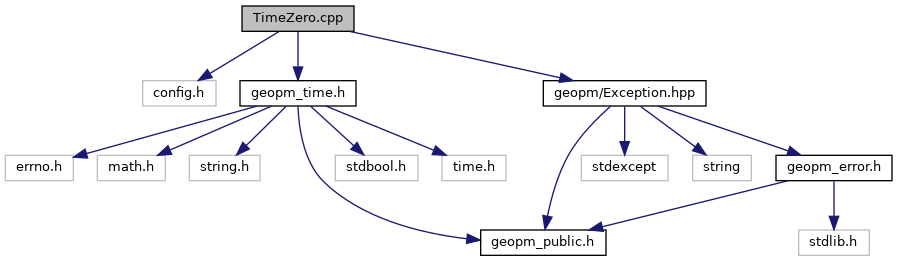 TimeZero.cpp
config.h
geopm_time.h
geopm/Exception.hpp
errno.h
math.h
string.h
stdbool.h
time.h
stdexcept
string
geopm_error.h
geopm_public.h
stdlib.h